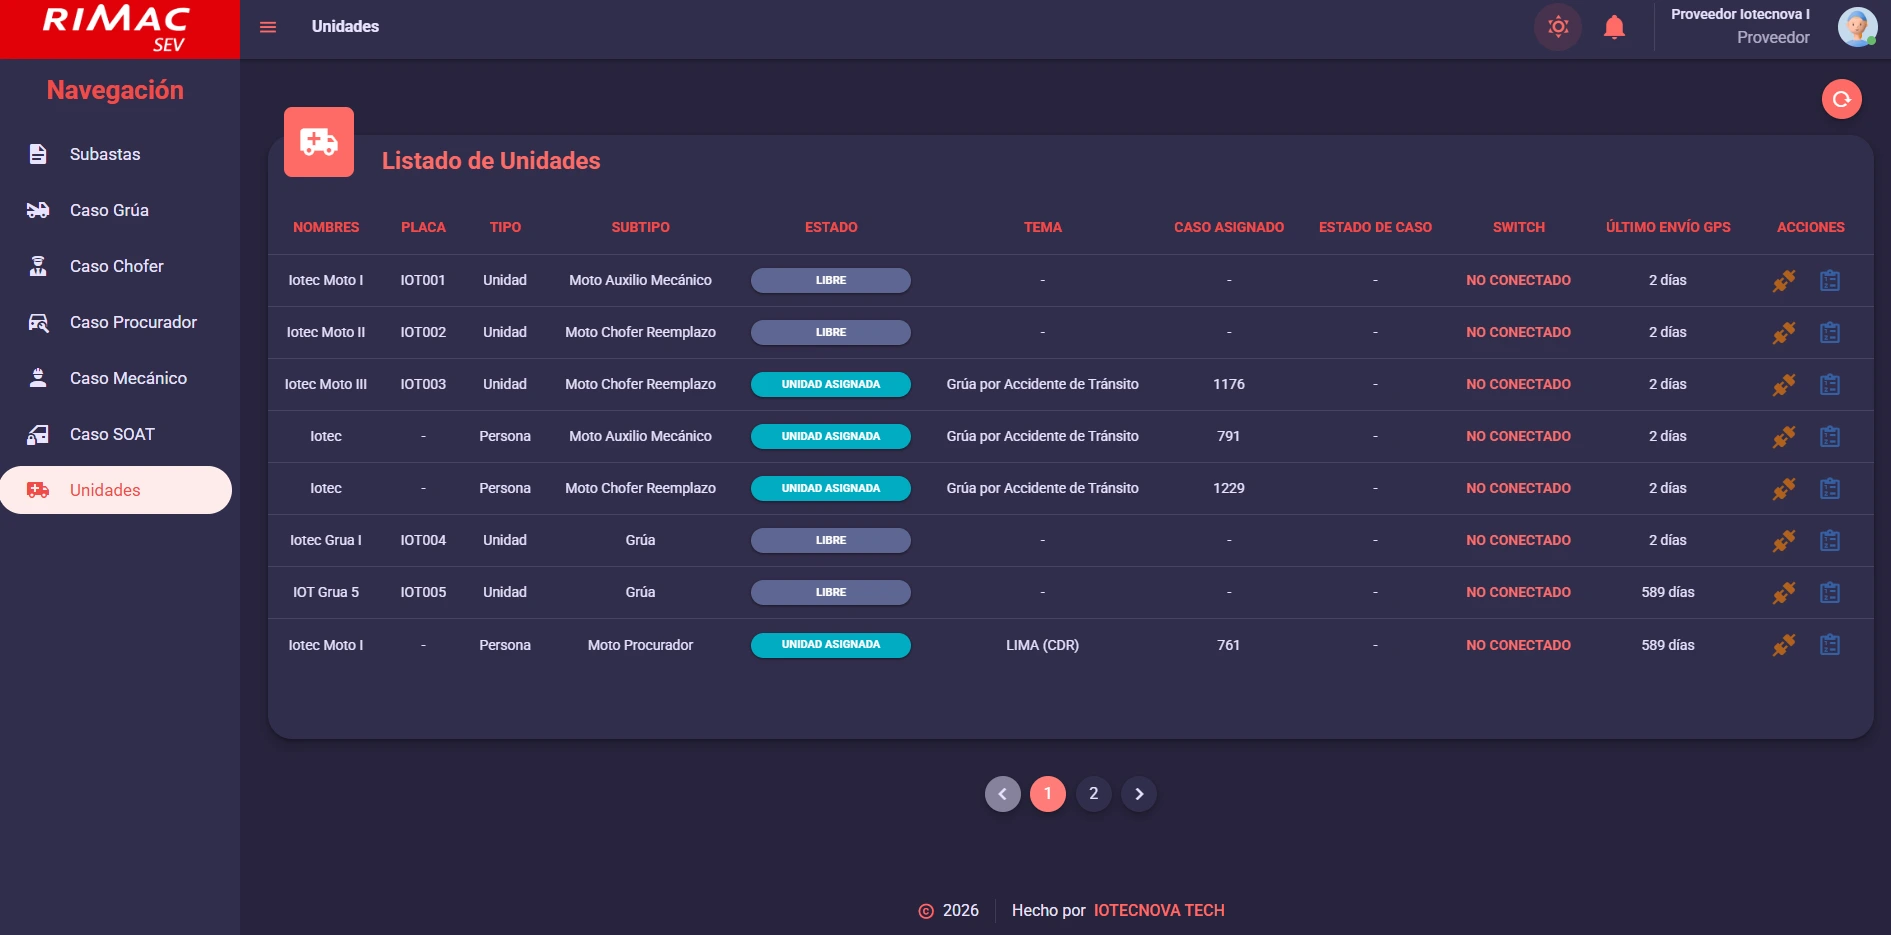 RIMAC
SEV
Unidades
Proveedor Iotecnova I
Proveedor
Navegación
Subastas
Caso Grúa
Caso Chofer
Caso Procurador
Caso Mecánico
Caso SOAT
Unidades
Listado de Unidades
NOMBRES PLACA TIPO SUBTIPO ESTADO TEMA CASO ASIGNADO ESTADO DE CASO SWITCH ÚLTIMO ENVÍO GPS ACCIONES
Iotec Moto I IOT001 Unidad Moto Auxilio Mecánico LIBRE - - - NO CONECTADO 2 días
Iotec Moto II IOT002 Unidad Moto Chofer Reemplazo LIBRE - - - NO CONECTADO 2 días
Iotec Moto III IOT003 Unidad Moto Chofer Reemplazo UNIDAD ASIGNADA Grúa por Accidente de Tránsito 1176 - NO CONECTADO 2 días
Iotec - Persona Moto Auxilio Mecánico UNIDAD ASIGNADA Grúa por Accidente de Tránsito 791 - NO CONECTADO 2 días
Iotec - Persona Moto Chofer Reemplazo UNIDAD ASIGNADA Grúa por Accidente de Tránsito 1229 - NO CONECTADO 2 días
Iotec Grua I IOT004 Unidad Grúa LIBRE - - - NO CONECTADO 2 días
IOT Grua 5 IOT005 Unidad Grúa LIBRE - - - NO CONECTADO 589 días
Iotec Moto I - Persona Moto Procurador UNIDAD ASIGNADA LIMA (CDR) 761 - NO CONECTADO 589 días
1 2
© 2026 Hecho por IOTECNOVA TECH